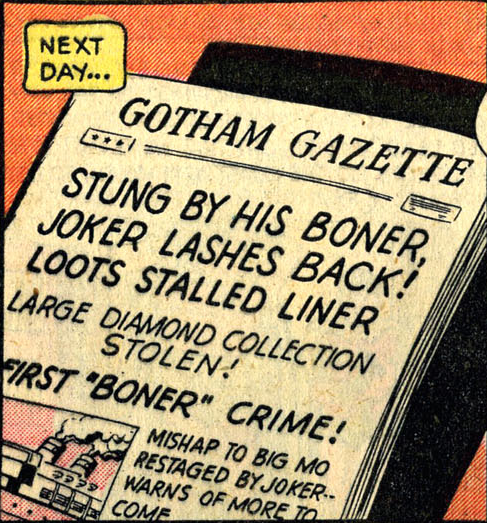 NEXT
DAY...
GOTHAM GAZETTE
STUNG BY HIS BONER,
JOKER LASHES BACK!
LOOTS STALLED LINER
LARGE DIAMOND COLLECTION
STOLEN!
FIRST "BONER" CRIME!
MISHAP TO BIG MO
RESTAGED BY JOKER--
WARNS OF MORE TO
COME